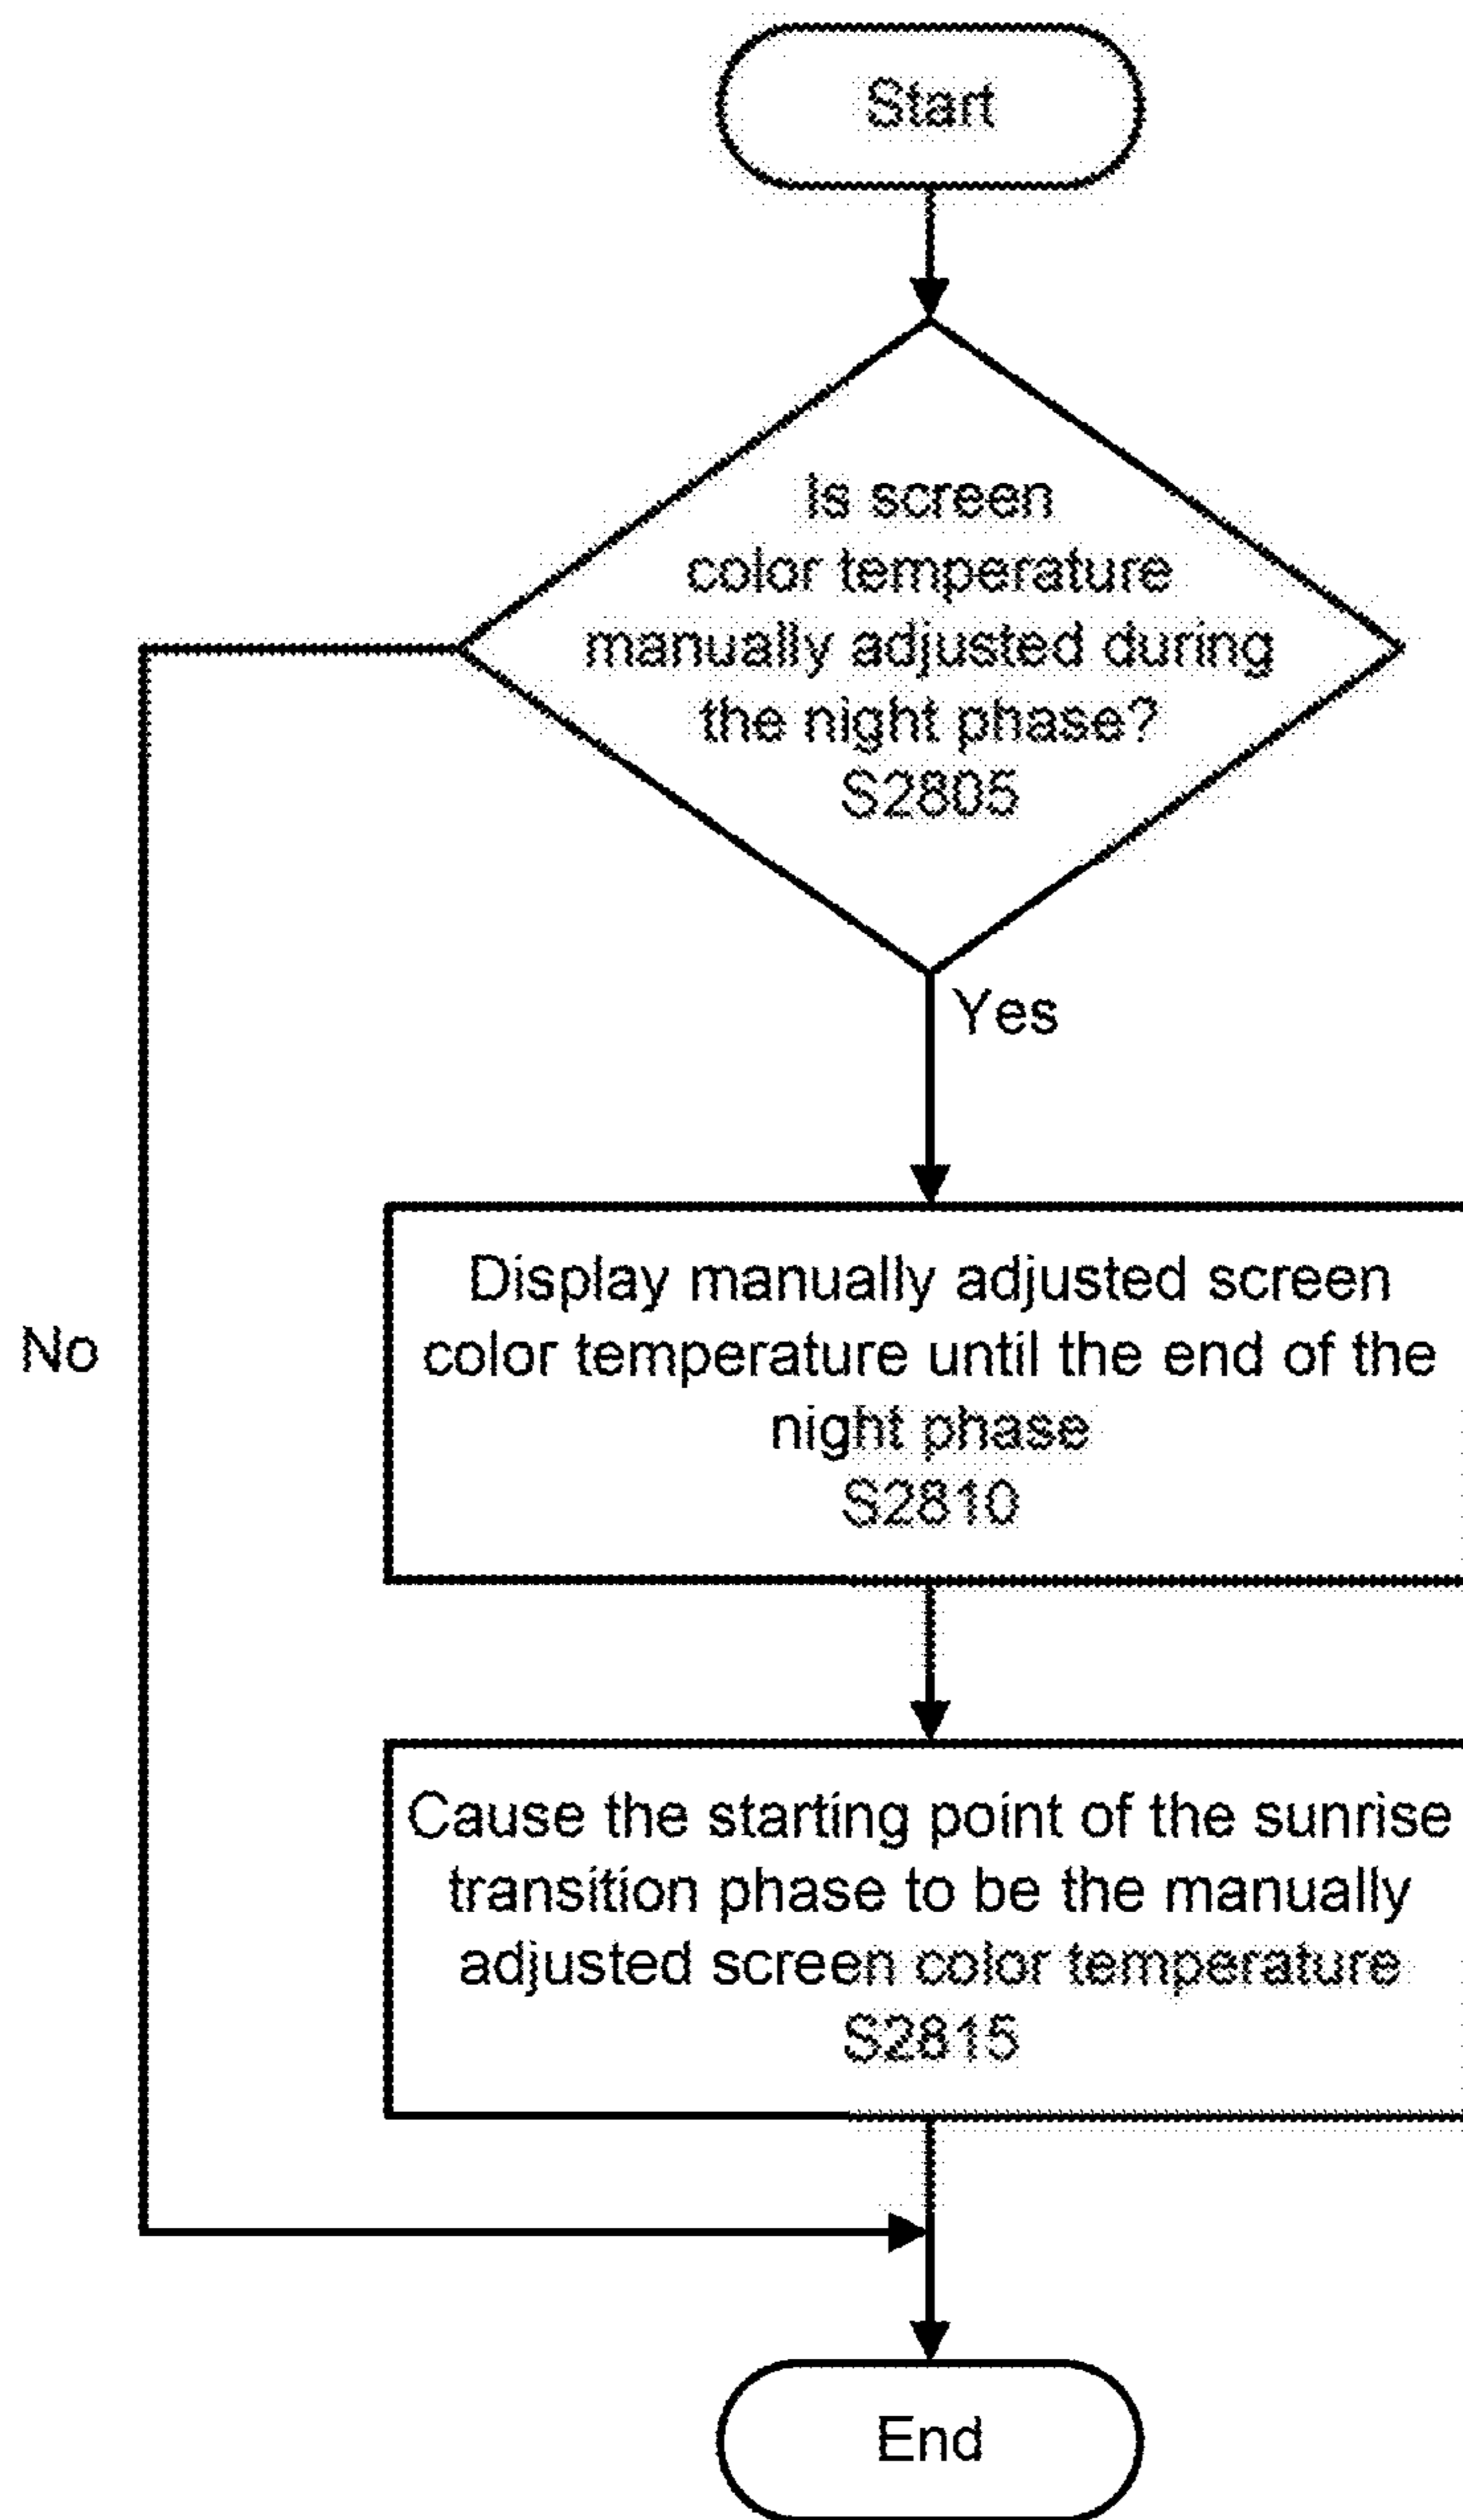 Start
Is screen
color temperature
manually adjusted during
the night phase?
S2805
Yes
Display manually adjusted screen
color temperature until the end of the
night phase
S2810
No
Cause the starting point of the sunrise
transition phase to be the manually
adjusted screen color temperature
S2815
End